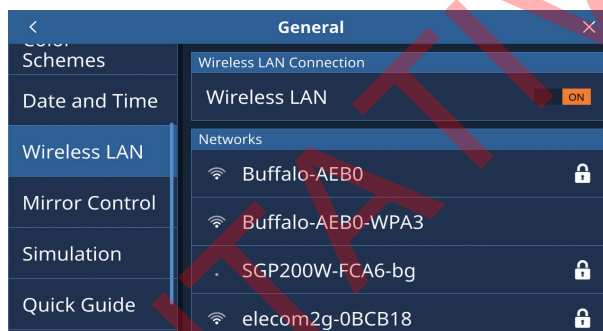 General
Schemes
Date and Time
Wireless LAN
Mirror Control
Simulation
Quick Guide
Wireless LAN Connection
Wireless LAN
ON
Networks
Buffalo-AEB0
Buffalo-AEB0-WPA3
SGP200W-FCA6-bg
elecom2g-0BCB18